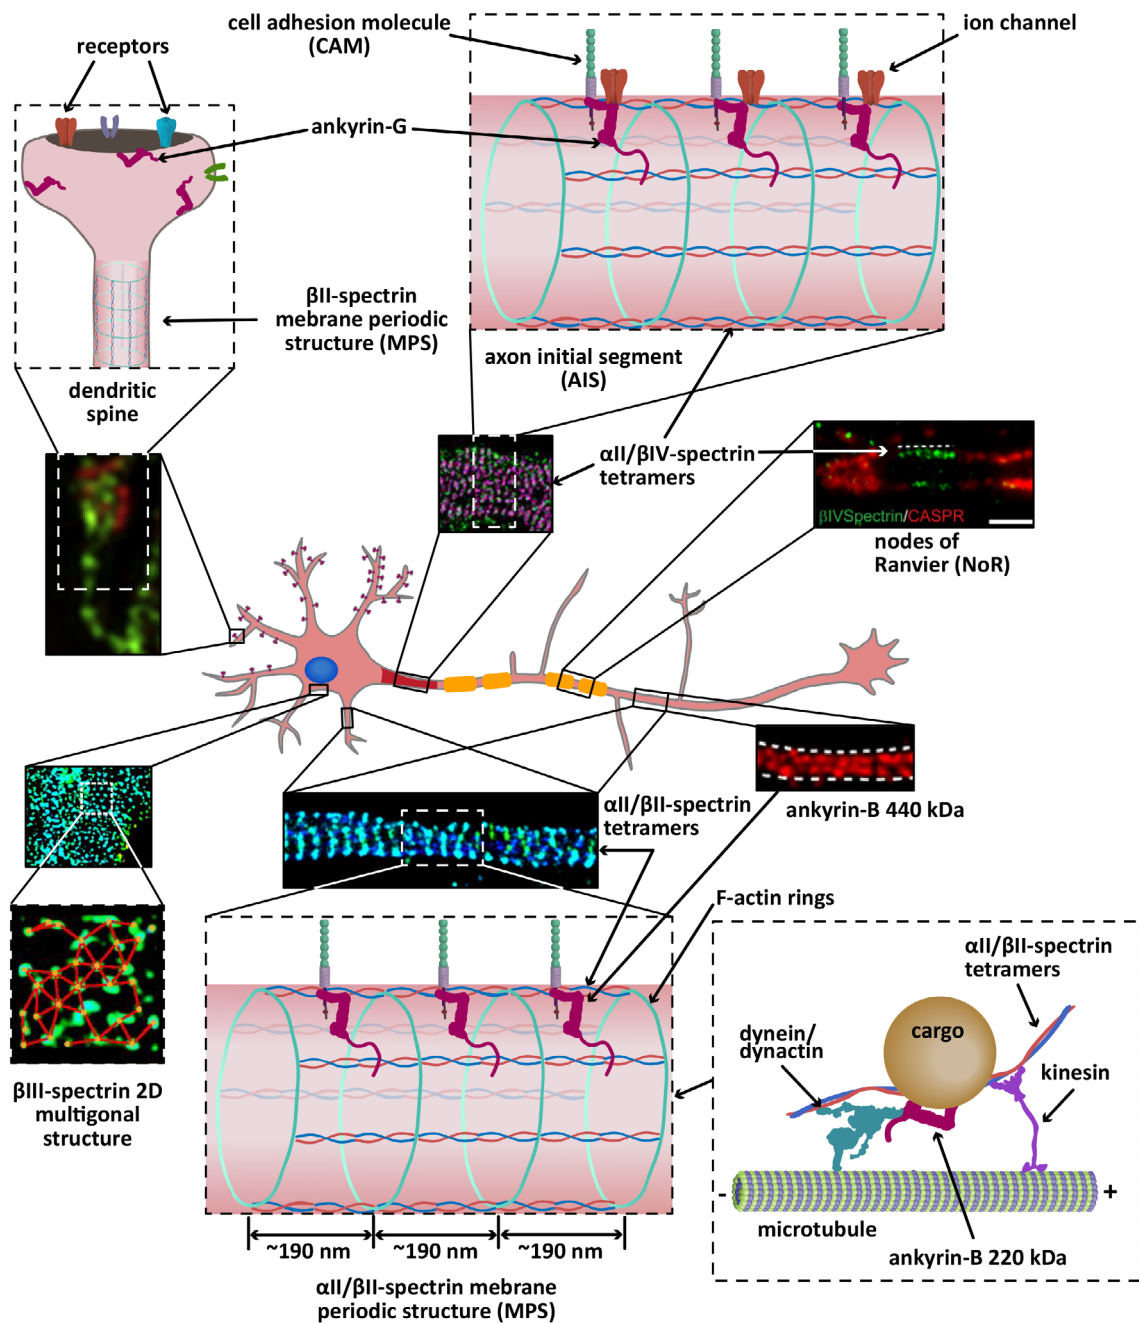 cell adhesion molecule
(CAM)
ion channel
receptors
ankyrin-G
βII-spectrin
mebrane periodic
structure (MPS)
axon initial segment
(AIS)
dendritic
spine
αII/βIV-spectrin
tetramers
βIVSpectrin/CASPR
nodes of
Ranvier (NoR)
ankyrin-B 440 kDa
αII/βII-spectrin
tetramers
F-actin rings
αII/βII-spectrin
tetramers
dynein/
dynactin
cargo
kinesin
βIII-spectrin 2D
multigonal
structure
-
+
microtubule
ankyrin-B 220 kDa
~190 nm
~190 nm
~190 nm
αII/βII-spectrin mebrane
periodic structure (MPS)